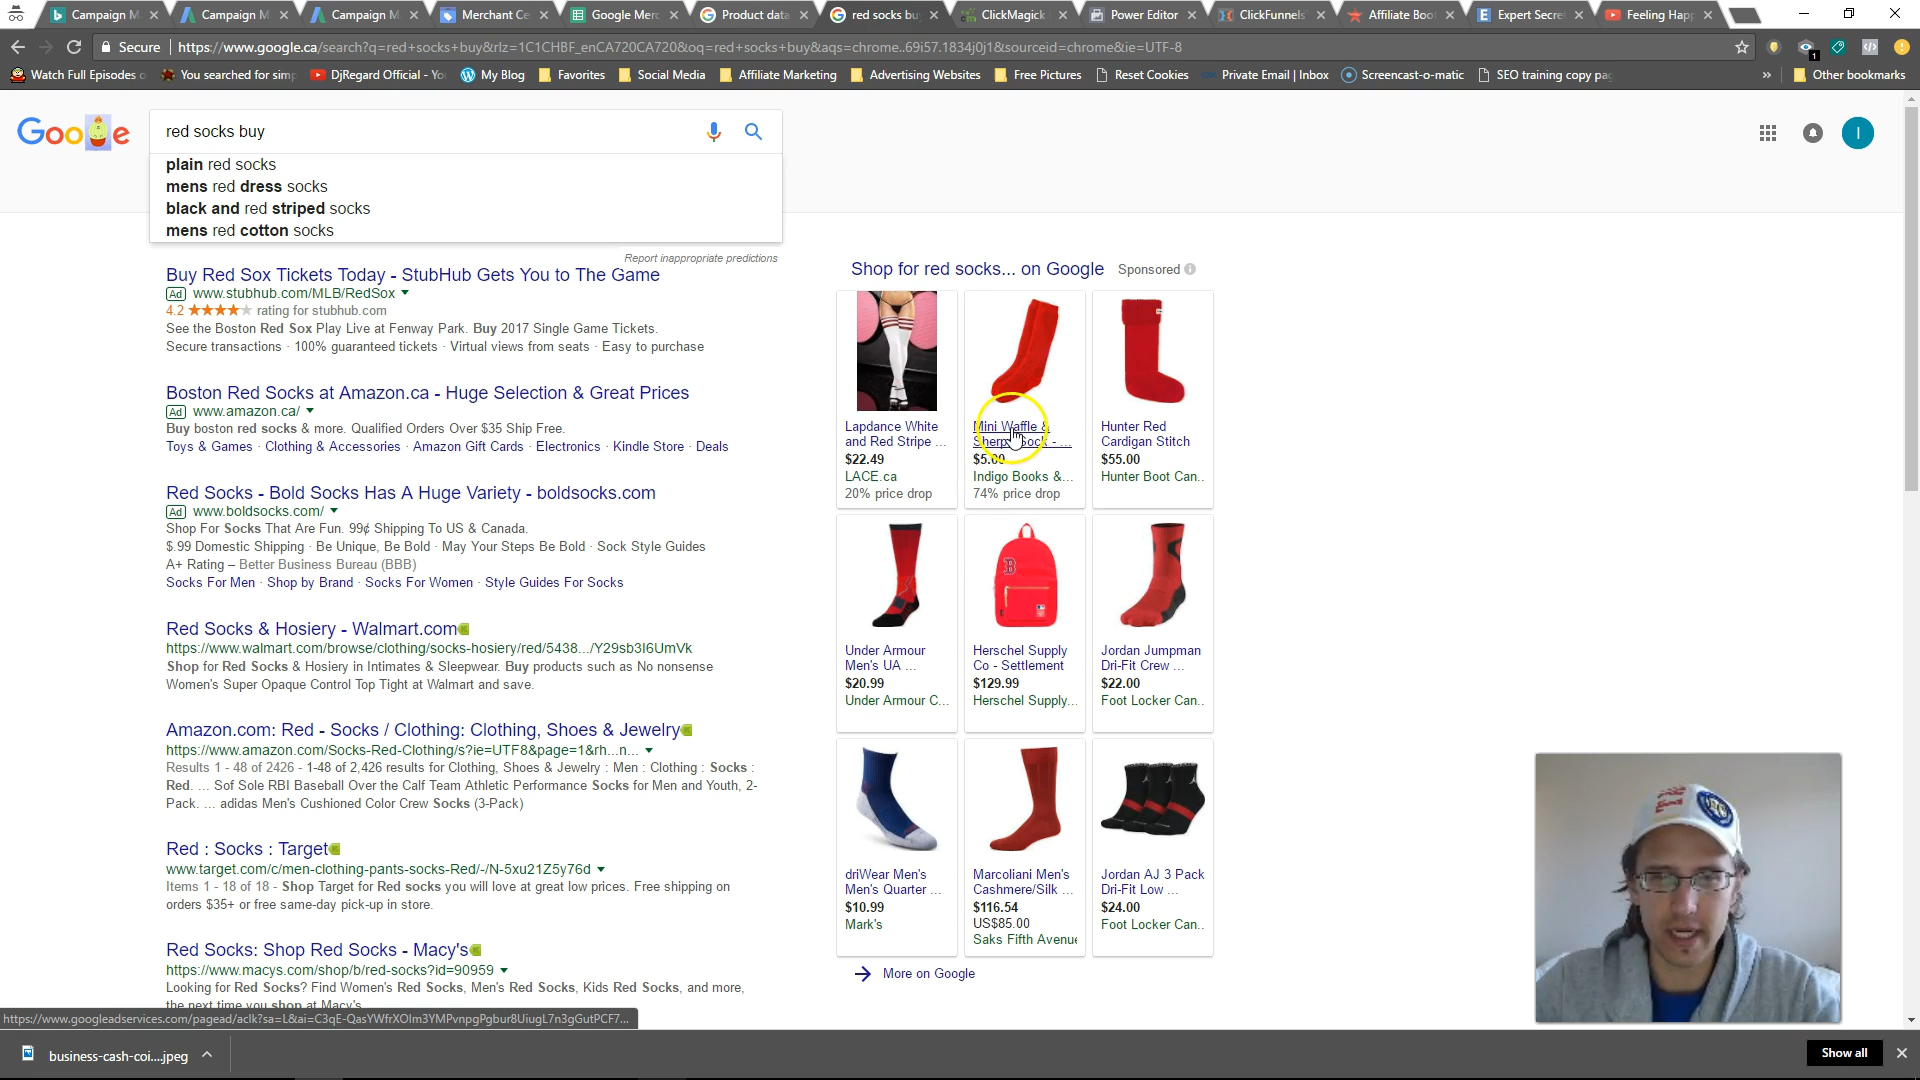 Campaign M
Campaign M
Campaign M
Merchant Ce
Google Merc
Product data
red socks bu
ClickMagick
Power Editor
ClickFunnels
Affiliate Boo
Expert Secre
Feeling Happ
Secure
https://www.google.ca/search?q=red+socks+buy&rlz=1C1CHBF_enCA720CA720&oq=red+socks+buy&aqs=chrome..69i57.1834j0j1&sourceid=chrome&ie=UTF-8
1
Watch Full Episodes o
You searched for simp
DjRegard Official - Yo
My Blog
Favorites
Social Media
Affiliate Marketing
Advertising Websites
Free Pictures
Reset Cookies
Private Email | Inbox
Screencast-o-matic
SEO training copy pag
»
Other bookmarks
Google
red socks buy
I
plain red socks
mens red dress socks
black and red striped socks
mens red cotton socks
Report inappropriate predictions
Buy Red Sox Tickets Today - StubHub Gets You to The Game
Ad www.stubhub.com/MLB/RedSox
4.2 ★★★★★ rating for stubhub.com
See the Boston Red Sox Play Live at Fenway Park. Buy 2017 Single Game Tickets.
Secure transactions · 100% guaranteed tickets · Virtual views from seats · Easy to purchase
Boston Red Socks at Amazon.ca - Huge Selection & Great Prices
Ad www.amazon.ca/
Buy boston red socks & more. Qualified Orders Over $35 Ship Free.
Toys & Games · Clothing & Accessories · Amazon Gift Cards · Electronics · Kindle Store · Deals
Red Socks - Bold Socks Has A Huge Variety - boldsocks.com
Ad www.boldsocks.com/
Shop For Socks That Are Fun. 99¢ Shipping To US & Canada.
$.99 Domestic Shipping · Be Unique, Be Bold · May Your Steps Be Bold · Sock Style Guides
A+ Rating – Better Business Bureau (BBB)
Socks For Men · Shop by Brand · Socks For Women · Style Guides For Socks
Red Socks & Hosiery - Walmart.com
https://www.walmart.com/browse/clothing/socks-hosiery/red/5438.../Y29sb3I6UmVk
Shop for Red Socks & Hosiery in Intimates & Sleepwear. Buy products such as No nonsense
Women's Super Opaque Control Top Tight at Walmart and save.
Amazon.com: Red - Socks / Clothing: Clothing, Shoes & Jewelry
https://www.amazon.com/Socks-Red-Clothing/s?ie=UTF8&page=1&rh...n...
Results 1 - 48 of 2426 - 1-48 of 2,426 results for Clothing, Shoes & Jewelry : Men : Clothing : Socks :
Red. ... Sof Sole RBI Baseball Over the Calf Team Athletic Performance Socks for Men and Youth, 2-
Pack. ... adidas Men's Cushioned Color Crew Socks (3-Pack)
Red : Socks : Target
www.target.com/c/men-clothing-pants-socks-Red/-/N-5xu21Z5y76d
Items 1 - 18 of 18 - Shop Target for Red socks you will love at great low prices. Free shipping on
orders $35+ or free same-day pick-up in store.
Red Socks: Shop Red Socks - Macy's
https://www.macys.com/shop/b/red-socks?id=90959
Looking for Red Socks? Find Women's Red Socks, Men's Red Socks, Kids Red Socks, and more,
the next time you shop at Macy's
Shop for red socks... on Google Sponsored
Lapdance White
and Red Stripe ...
$22.49
LACE.ca
20% price drop
Mini Waffle &
Sherpa Sock - ...
$5.00
Indigo Books &...
74% price drop
Hunter Red
Cardigan Stitch
$55.00
Hunter Boot Can..
Under Armour
Men's UA ...
$20.99
Under Armour C...
B
Herschel Supply
Co - Settlement
$129.99
Herschel Supply...
Jordan Jumpman
Dri-Fit Crew ...
$22.00
Foot Locker Can..
driWear Men's
Men's Quarter ...
$10.99
Mark's
Marcoliani Men's
Cashmere/Silk ...
$116.54
US$85.00
Saks Fifth Avenue
Jordan AJ 3 Pack
Dri-Fit Low ...
$24.00
Foot Locker Can..
More on Google
https://www.googleadservices.com/pagead/aclk?sa=L&ai=C3qE-QasYWfrXOIm3YMPvnpgPgbur8UiugL7n3gGutPCF7...
business-cash-coi....jpeg
Show all